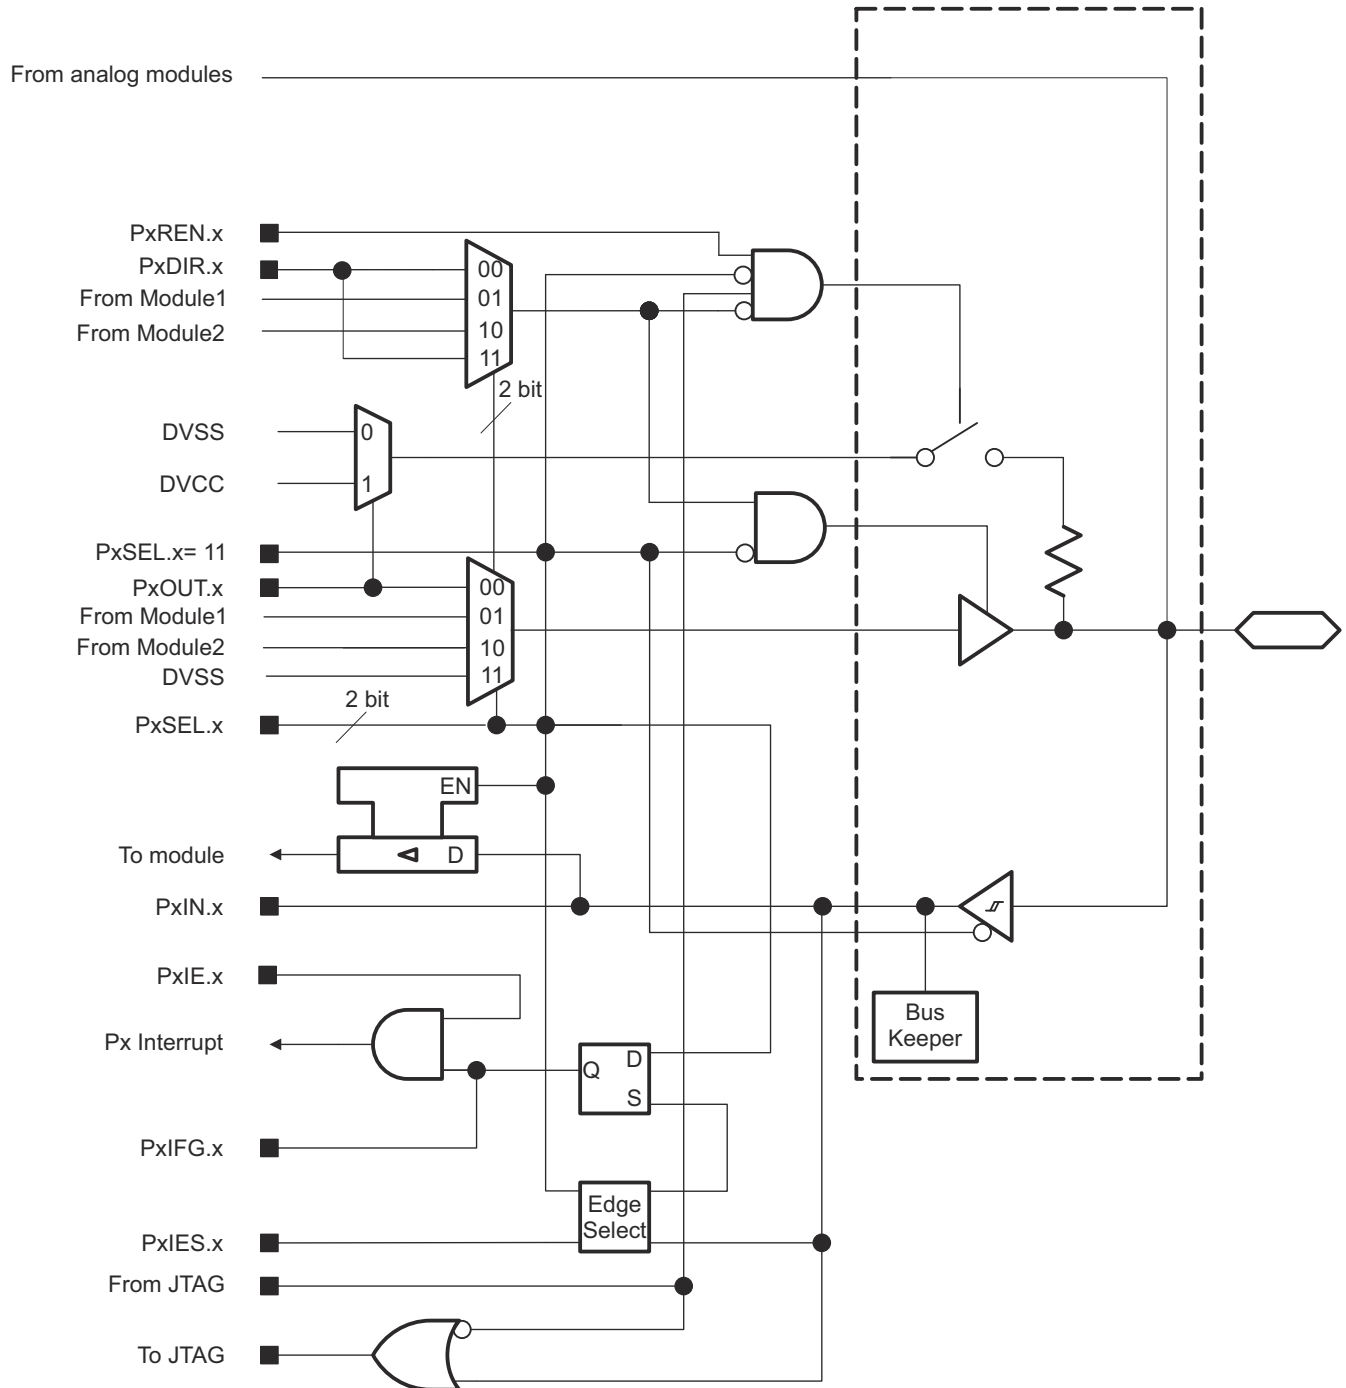 From analog modules
PxREN.x
PxDIR.x
From Module1
From Module2
00
01
10
11
2 bit
DVSS
DVCC
0
1
PxSEL.x= 11
PxOUT.x
From Module1
From Module2
DVSS
00
01
10
11
PxSEL.x
2 bit
EN
To module
D
PxIN.x
PxIE.x
Bus
Keeper
Px Interrupt
Q
D
S
PxIFG.x
Edge
Select
PxIES.x
From JTAG
To JTAG